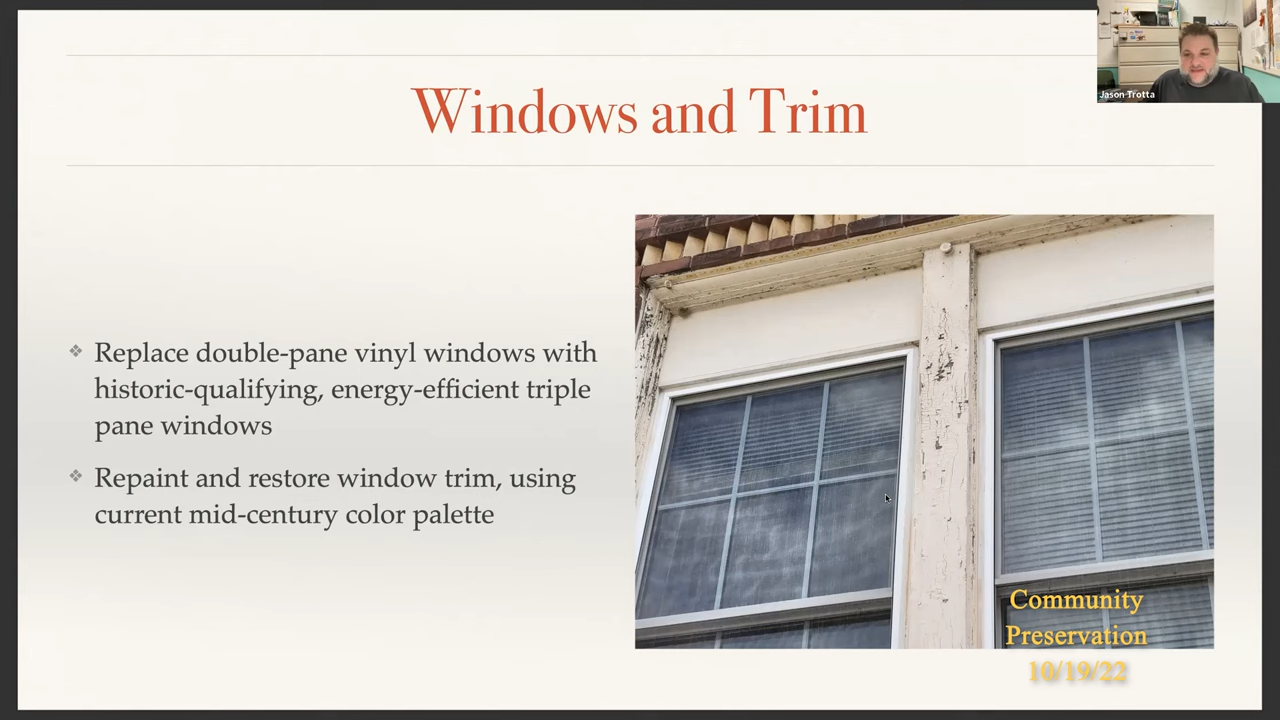 Jason Trotta
Windows and Trim
❖ Replace double-pane vinyl windows with
historic-qualifying, energy-efficient triple
pane windows
❖ Repaint and restore window trim, using
current mid-century color palette
Community
Preservation
10/19/22